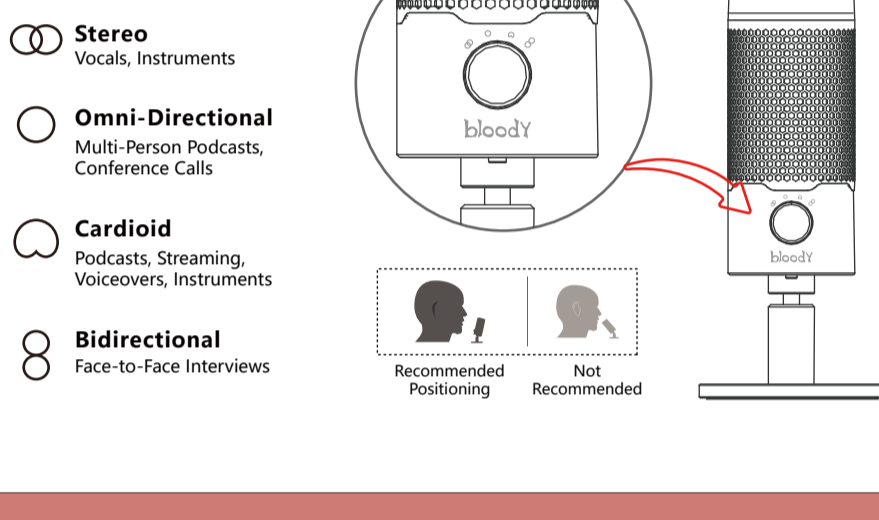 Stereo
Vocals, Instruments
Omni-Directional
Multi-Person Podcasts,
Conference Calls
Cardioid
Podcasts, Streaming,
Voiceovers, Instruments
Bidirectional
Face-to-Face Interviews
bloodY
bloodY
Recommended
Positioning
Not
Recommended